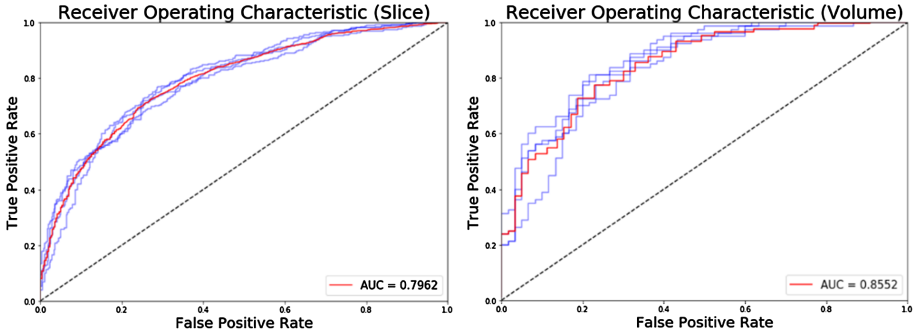 Receiver Operating Characteristic (Slice)
1.0
0.8
0.6
0.4
0.2
0.0
0.0 0.2 0.4 0.6 0.8 1.0
True Positive Rate
False Positive Rate
AUC = 0.7962
Receiver Operating Characteristic (Volume)
1.0
0.8
0.6
0.4
0.2
0.0
0.0 0.2 0.4 0.6 0.8 1.0
True Positive Rate
False Positive Rate
AUC = 0.8552